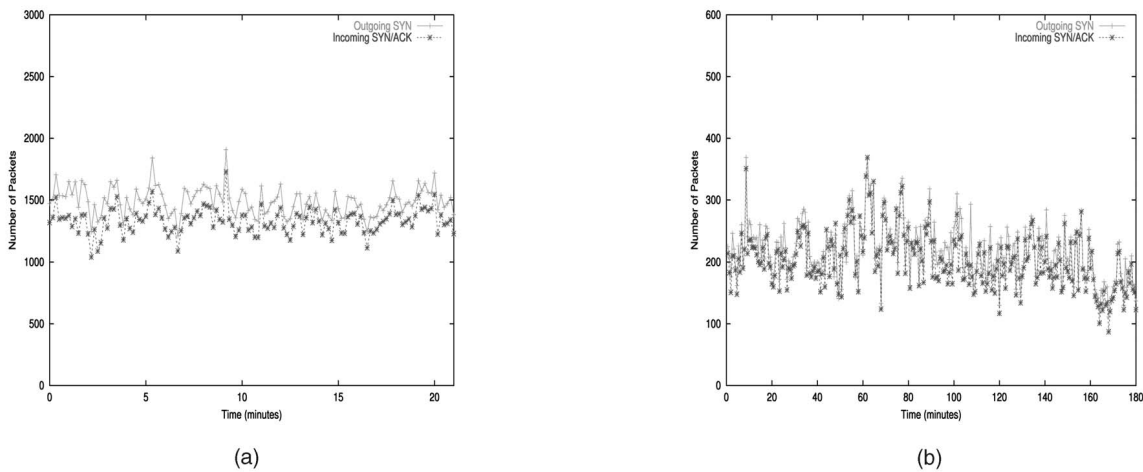 3000
2500
2000
1500
1000
500
0
Number of Packets
Outgoing SYN
Incoming SYN/ACK
0 5 10 15 20
Time (minutes)
(a)
600
500
400
300
200
100
0
Number of Packets
Outgoing SYN
Incoming SYN/ACK
0 20 40 60 80 100 120 140 160 180
Time (minutes)
(b)